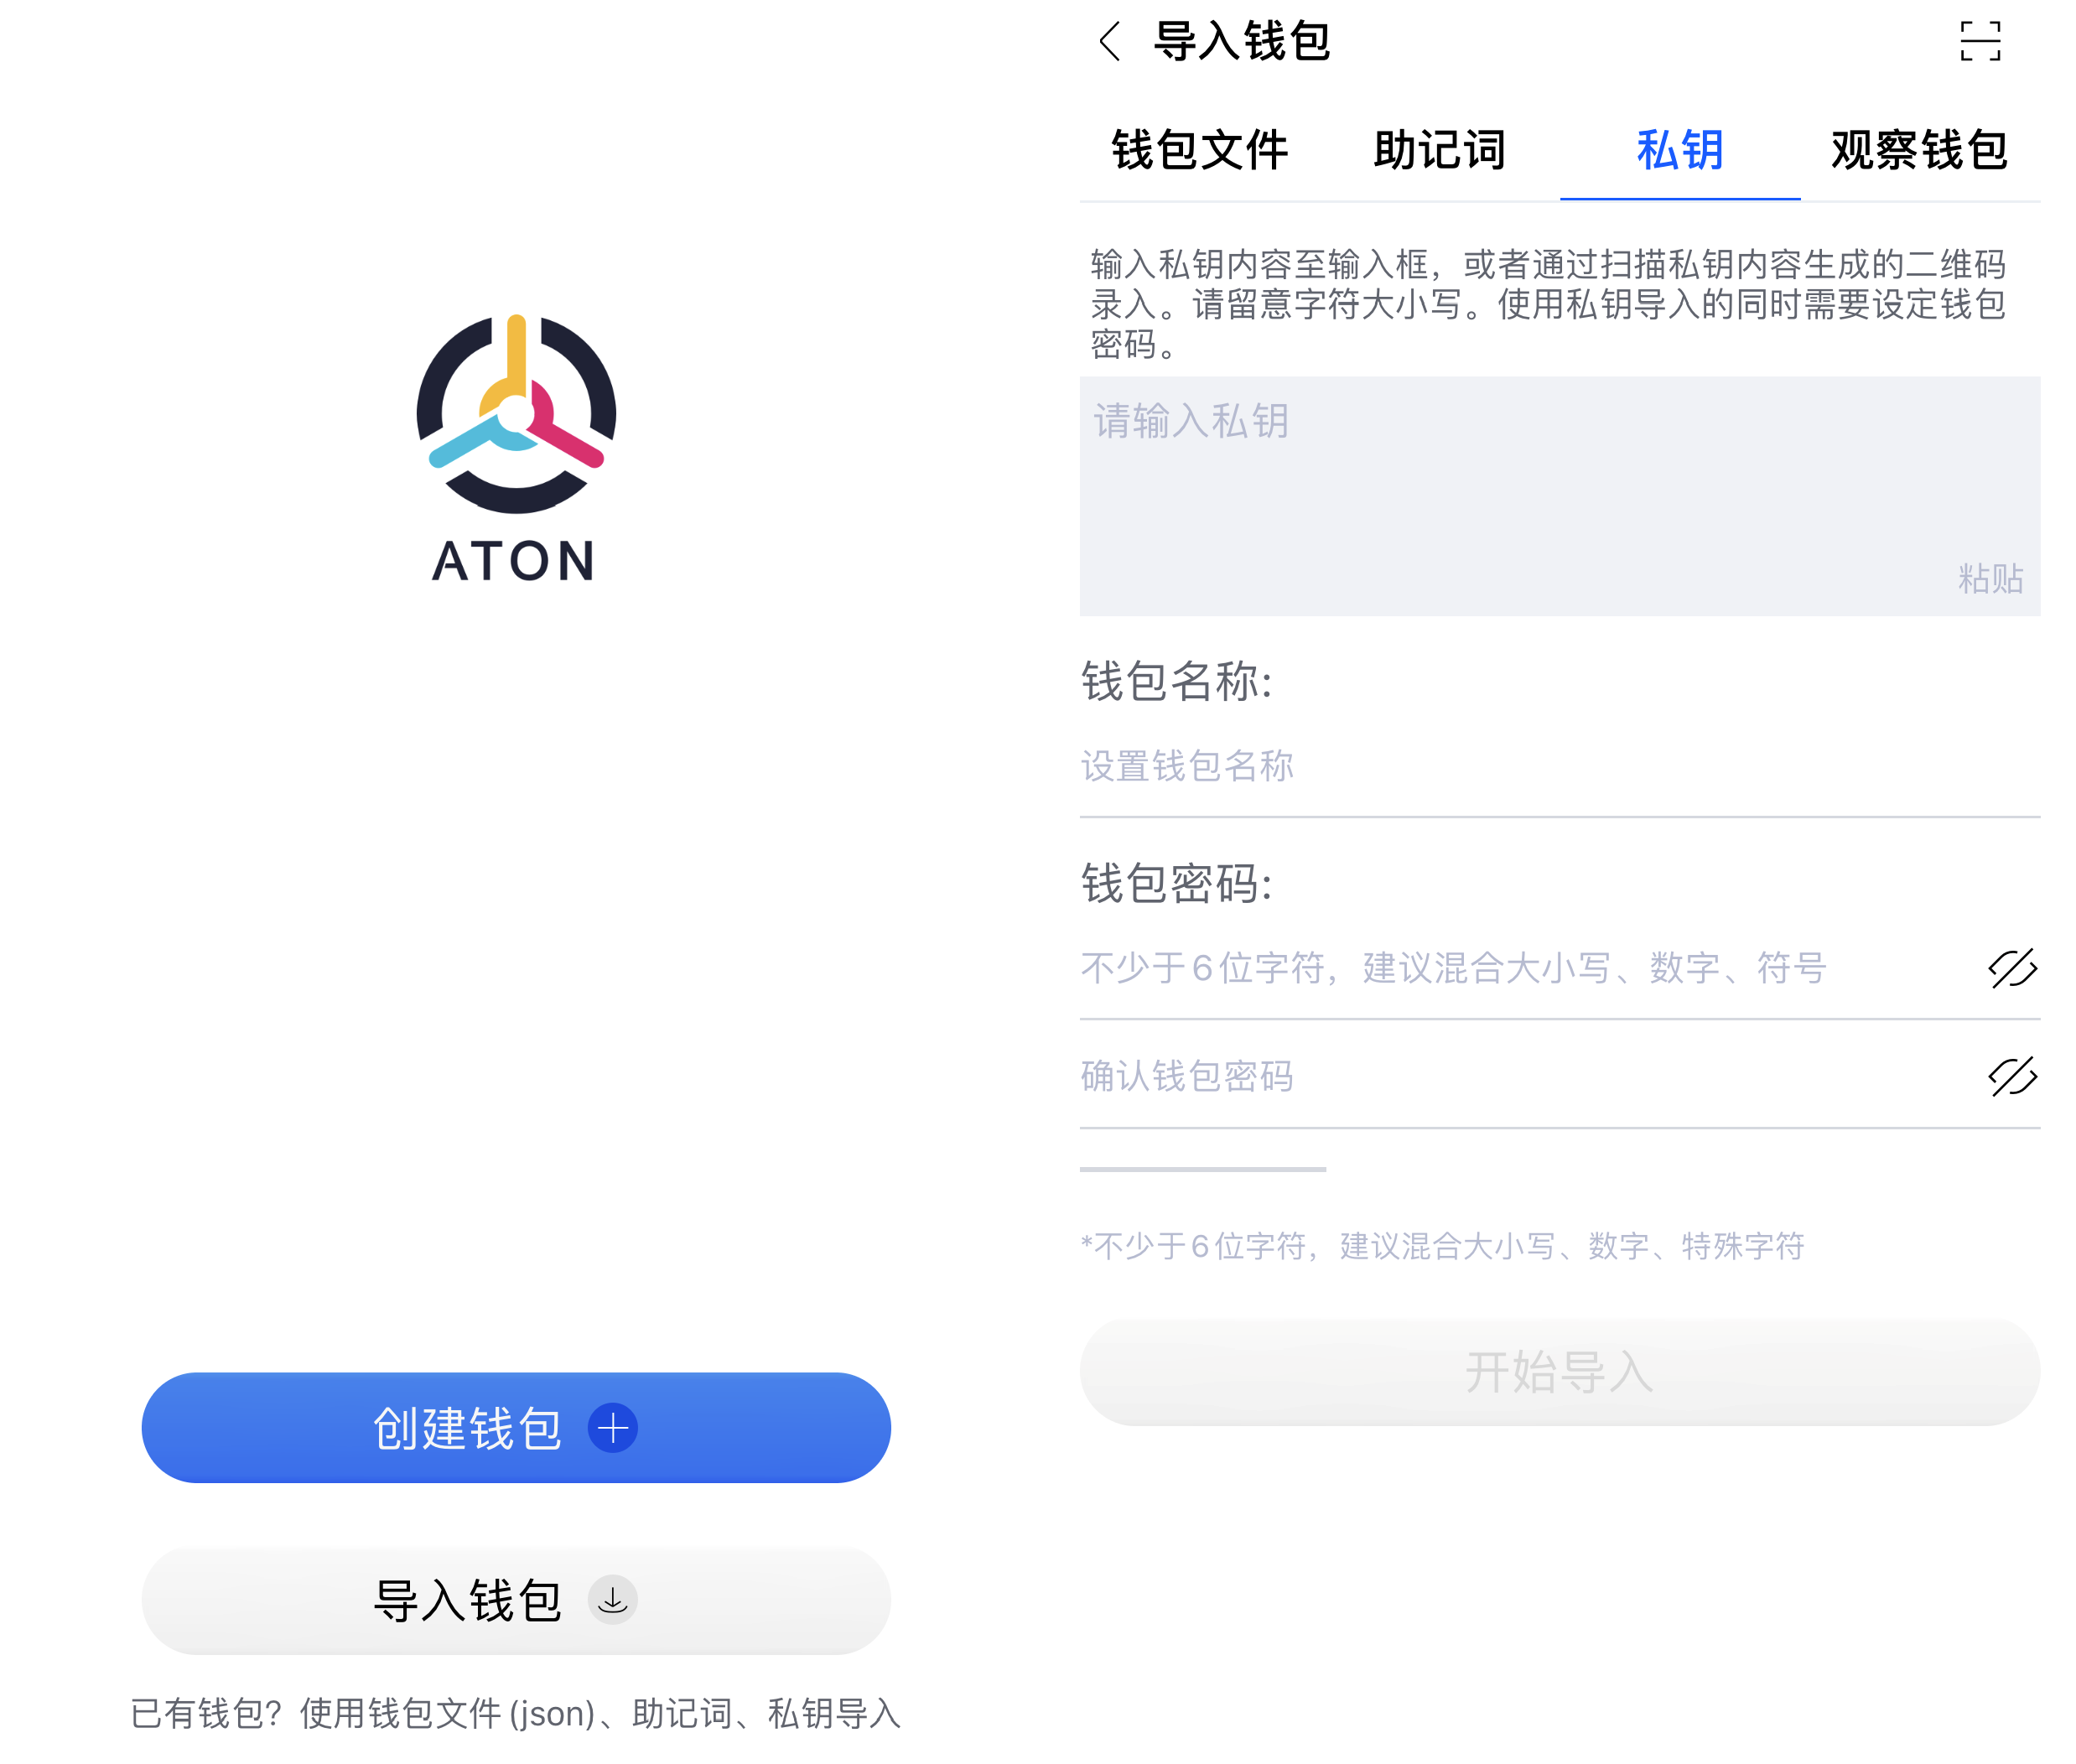 ATON
创建钱包
导入钱包
已有钱包？使用钱包文件 (json)、助记词、私钥导入
导入钱包
钱包文件 助记词 私钥 观察钱包
输入私钥内容至输入框，或者通过扫描私钥内容生成的二维码
录入。请留意字符大小写。使用私钥导入的同时需要设定钱包
密码。
请输入私钥
粘贴
钱包名称:
设置钱包名称
钱包密码:
不少于 6 位字符，建议混合大小写、数字、符号
确认钱包密码
*不少于 6 位字符，建议混合大小写、数字、特殊字符
开始导入